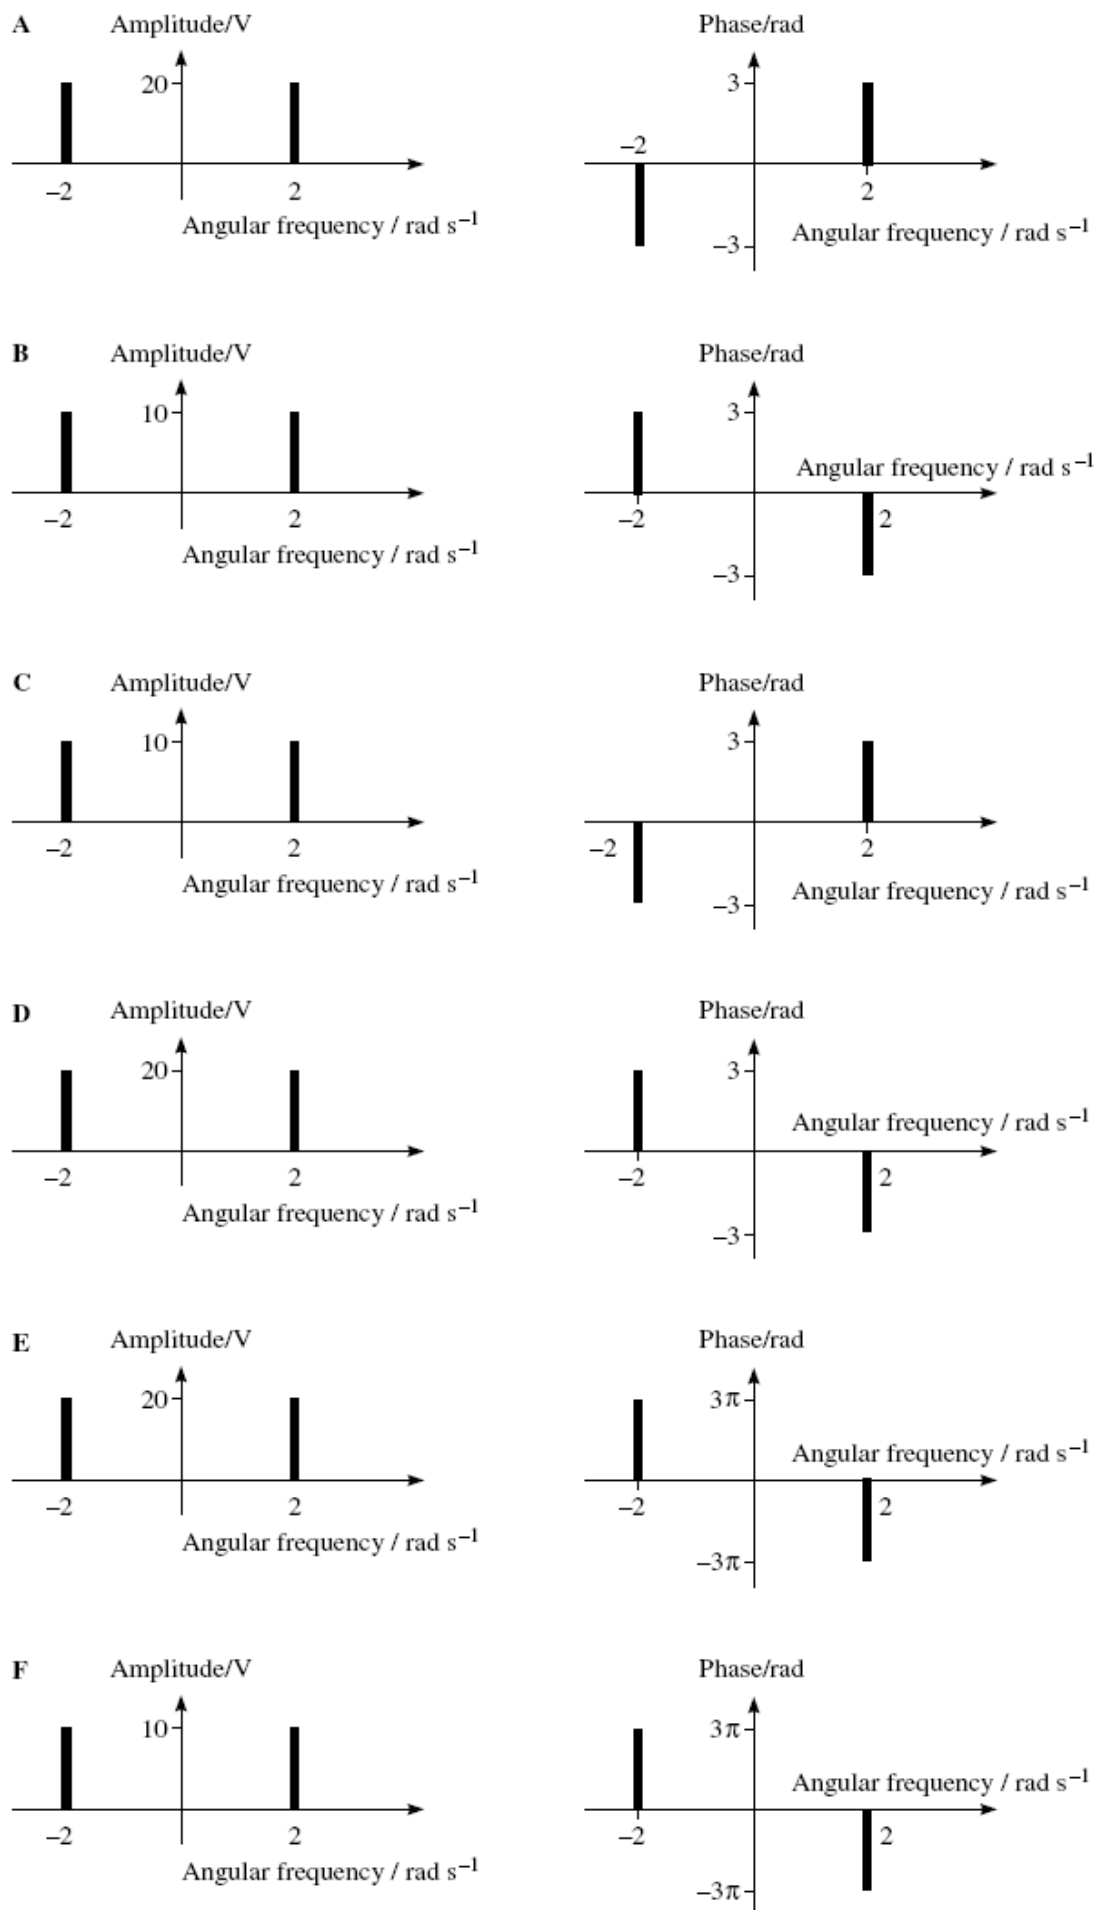 A Amplitude/V Phase/rad
20 3
–2
–2 2 2
Angular frequency / rad s–1 –3 Angular frequency / rad s–1
B Amplitude/V Phase/rad
10 3
Angular frequency / rad s–1
–2 2 –2 2
Angular frequency / rad s–1 –3
C Amplitude/V Phase/rad
10 3
–2 2 –2 2
Angular frequency / rad s–1 –3 Angular frequency / rad s–1
D Amplitude/V Phase/rad
20 3
Angular frequency / rad s–1
–2 2 –2 2
Angular frequency / rad s–1 –3
E Amplitude/V Phase/rad
20 3π
Angular frequency / rad s–1
–2 2 –2 2
Angular frequency / rad s–1 –3π
F Amplitude/V Phase/rad
10 3π
Angular frequency / rad s–1
–2 2 –2 2
Angular frequency / rad s–1 –3π